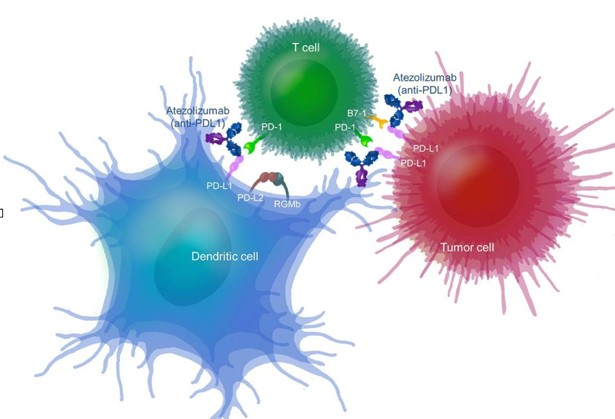 T cell
Atezolizumab
(anti-PDL1)
Atezolizumab
(anti-PDL1)
B7-1
PD-1
PD-1
PD-L1
PD-L1
PD-L1
PD-L2
RGMb
Dendritic cell
Tumor cell